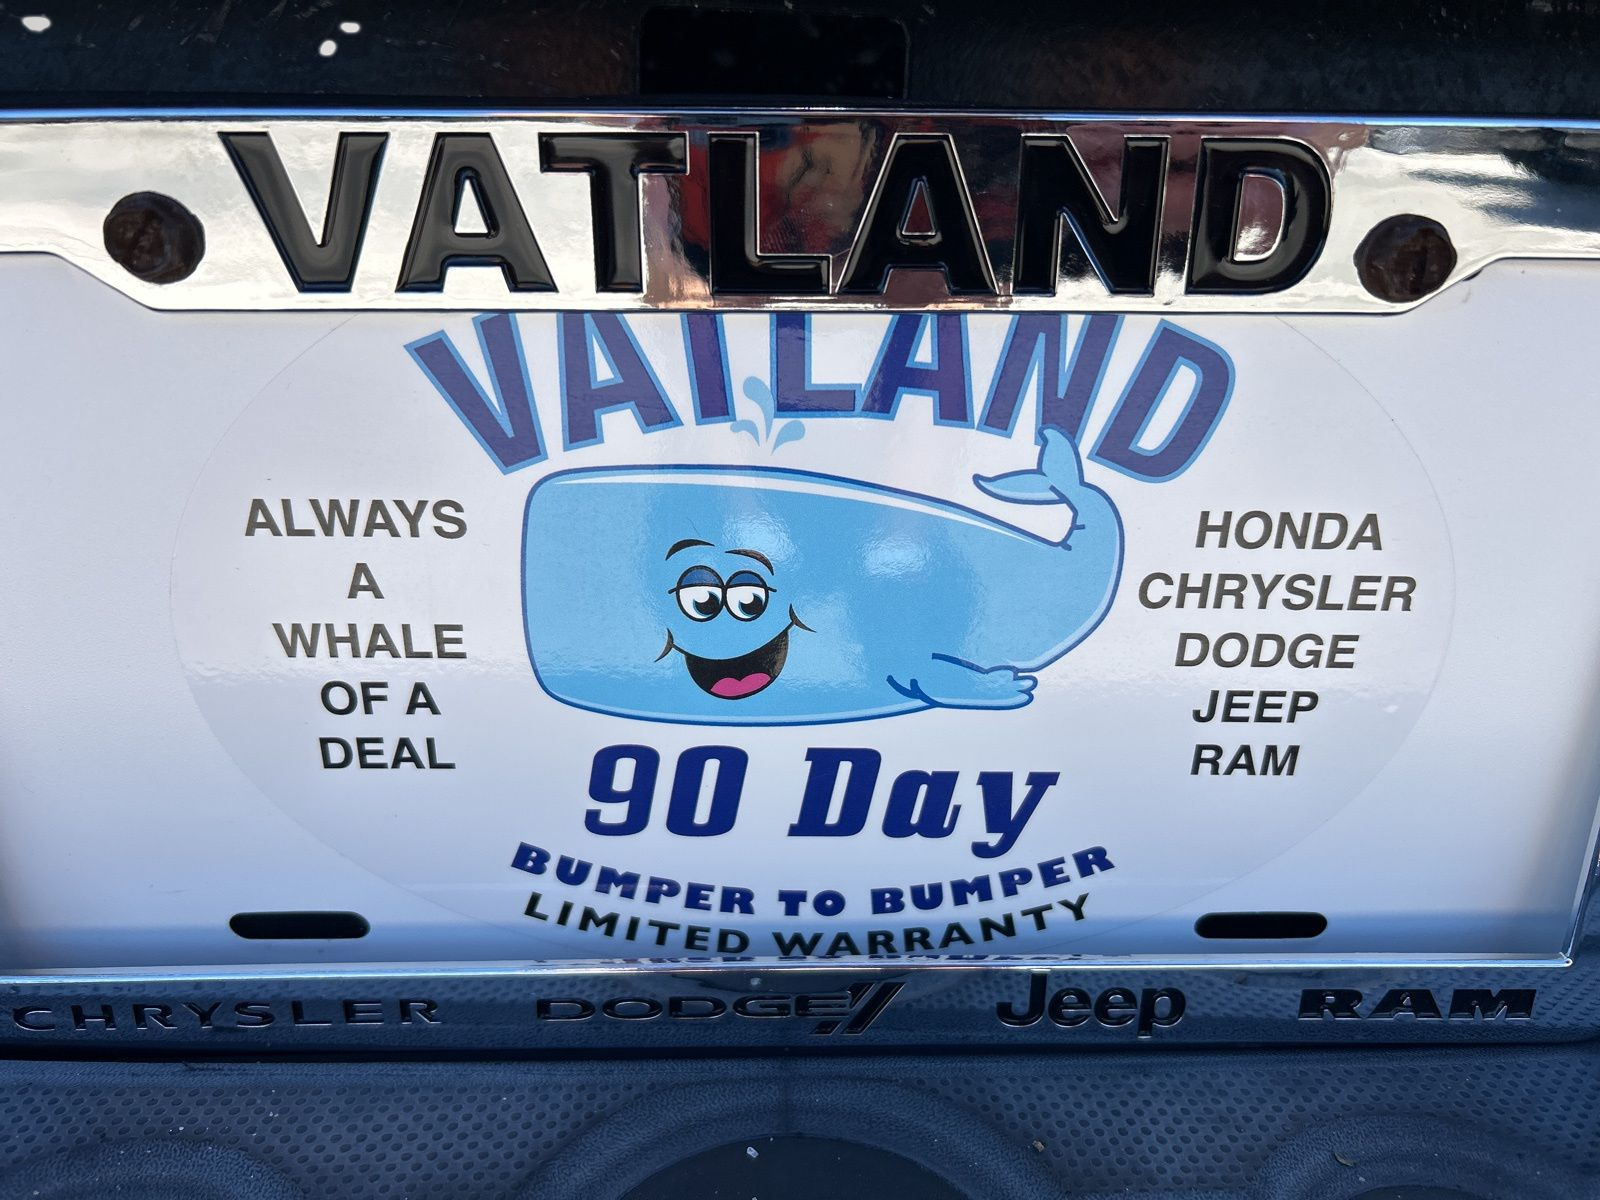 VATLAND
VATLAND
ALWAYS
A
WHALE
OF A
DEAL
HONDA
CHRYSLER
DODGE
JEEP
RAM
90 Day
BUMPER TO BUMPER
LIMITED WARRANTY
CHRYSLER DODGE Jeep RAM